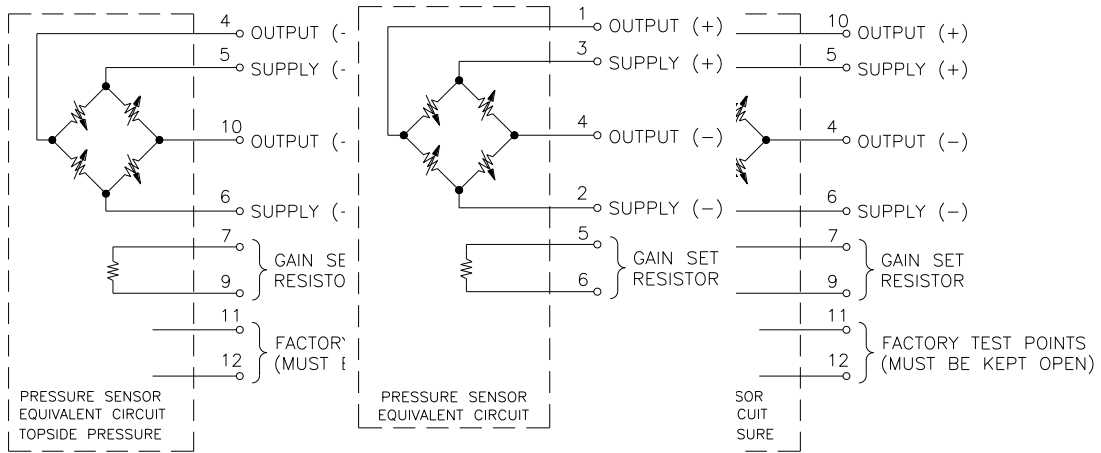 4
OUTPUT (-
5
SUPPLY (-
10
OUTPUT (-
6
SUPPLY (-
7
GAIN SE
RESISTO
9
11
FACTORY
(MUST
12
PRESSURE SENSOR
EQUIVALENT CIRCUIT
TOPSIDE PRESSURE
1
OUTPUT (+)
3
SUPPLY (+)
4
OUTPUT (-)
2
SUPPLY (-)
5
GAIN SET
RESISTOR
6
PRESSURE SENSOR
EQUIVALENT CIRCUIT
10
OUTPUT (+)
5
SUPPLY (+)
4
OUTPUT (-)
6
SUPPLY (-)
7
GAIN SET
RESISTOR
9
11
FACTORY TEST POINTS
(MUST BE KEPT OPEN)
12
SOR
CUIT
SURE